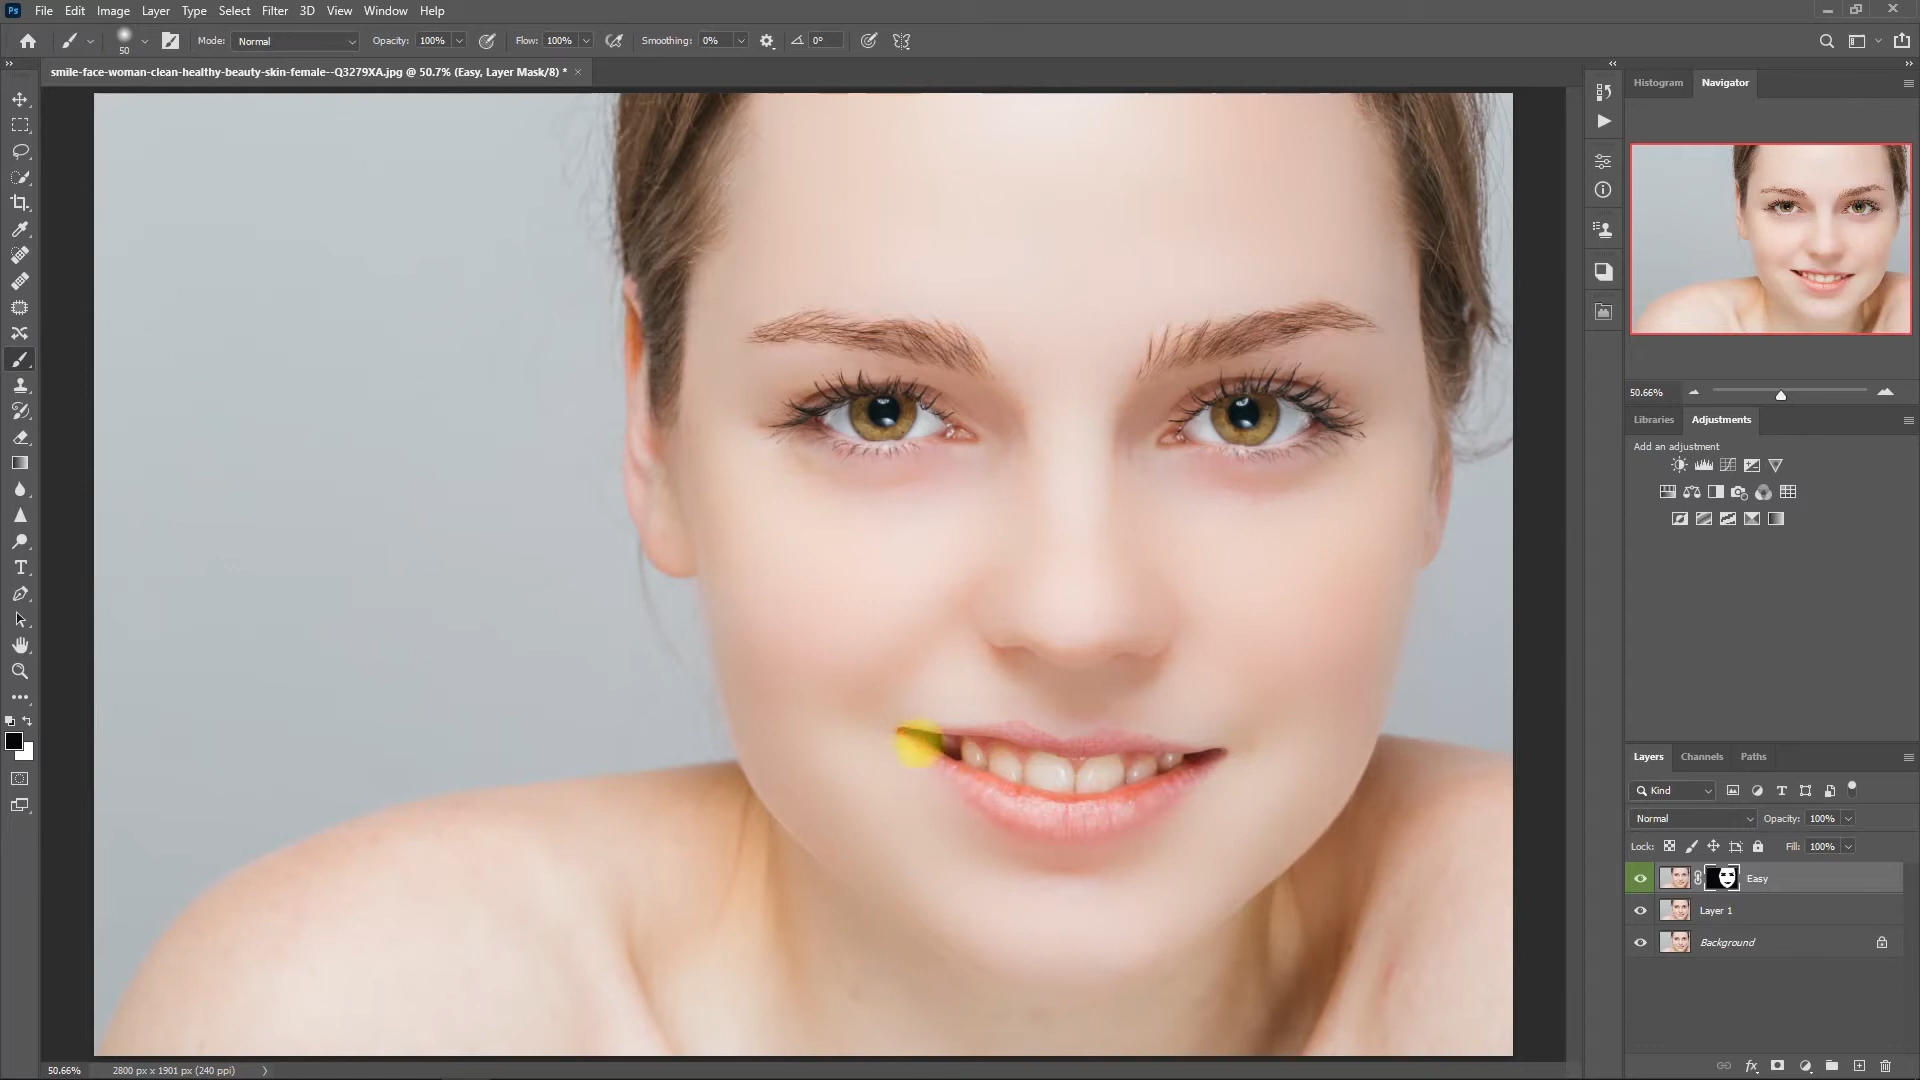 Ps File Edit Image Layer Type Select Filter 3D View Window Help
50 Mode: Normal Opacity: 100% Flow: 100% Smoothing: 0% 0°
smile-face-woman-clean-healthy-beauty-skin-female--Q3279XA.jpg @ 50.7% (Easy, Layer Mask/8) * ×
Histogram Navigator
50.66%
Libraries Adjustments
Add an adjustment
Layers Channels Paths
Kind
Normal Opacity: 100%
Lock: Fill: 100%
Easy
Layer 1
Background
50.66% 2800 px x 1901 px (240 ppi)